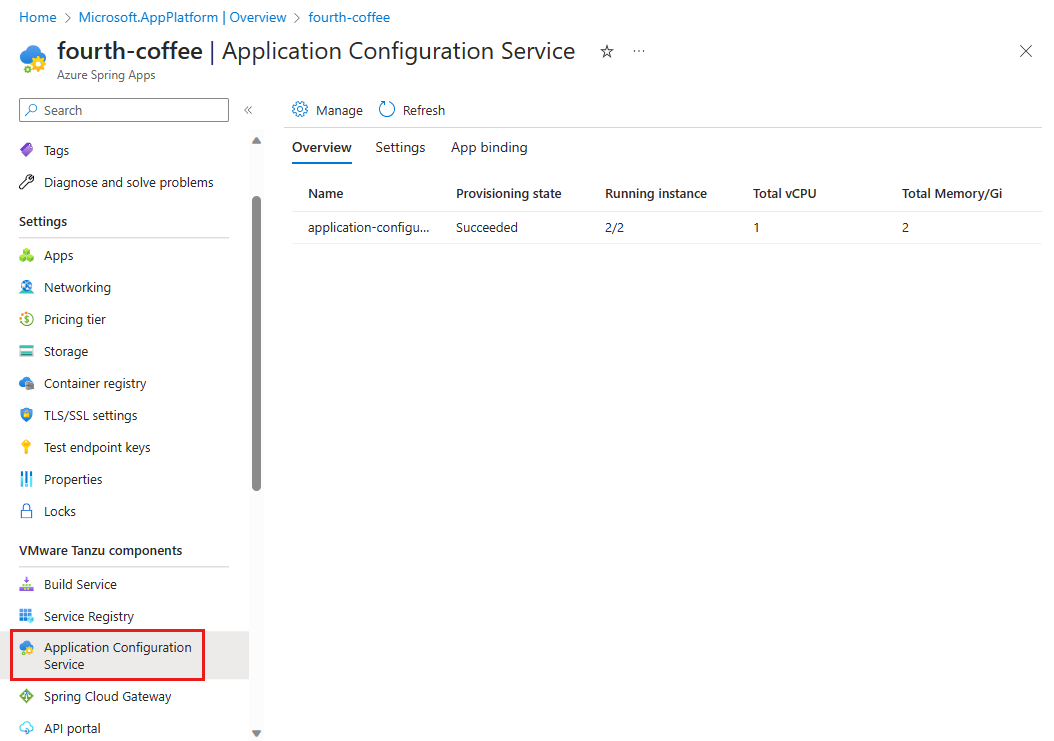 Home > Microsoft.AppPlatform | Overview > fourth-coffee
fourth-coffee | Application Configuration Service
Azure Spring Apps
Search
Manage
Refresh
Tags
Diagnose and solve problems
Settings
Apps
Networking
Pricing tier
Storage
Container registry
TLS/SSL settings
Test endpoint keys
Properties
Locks
VMware Tanzu components
Build Service
Service Registry
Application Configuration
Service
Spring Cloud Gateway
API portal
Overview Settings App binding
Name Provisioning state Running instance Total vCPU Total Memory/Gi
application-configu... Succeeded 2/2 1 2